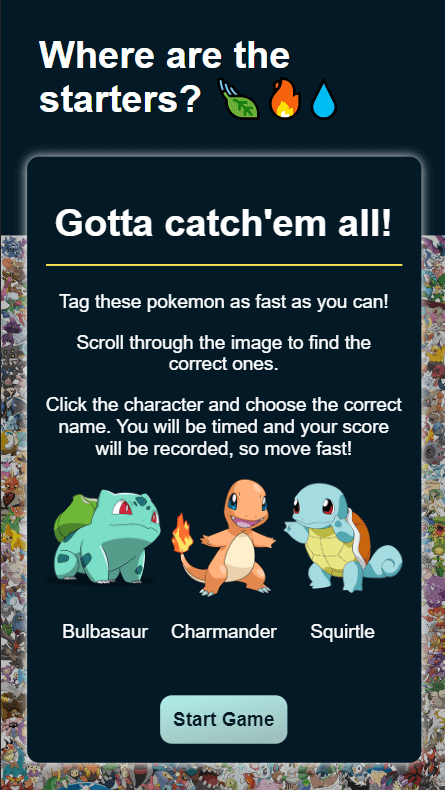 Where are the
starters? 🍃🔥💧
Gotta catch'em all!
Tag these pokemon as fast as you can!
Scroll through the image to find the
correct ones.
Click the character and choose the correct
name. You will be timed and your score
will be recorded, so move fast!
Bulbasaur Charmander Squirtle
Start Game